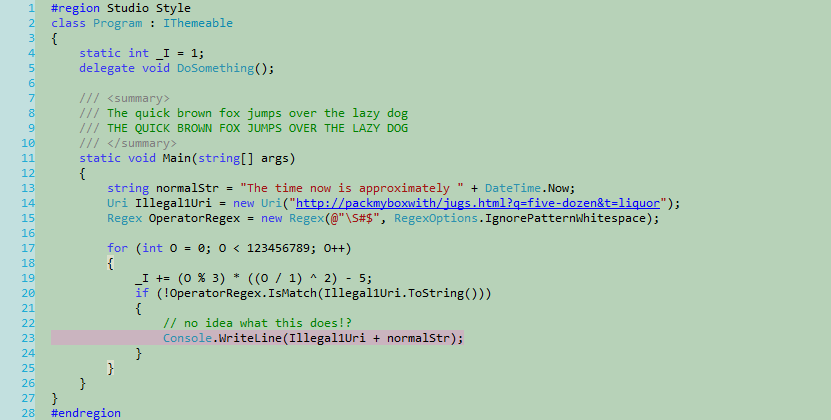 1 #region Studio Style
2 class Program : IThemeable
3 {
4     static int _I = 1;
5     delegate void DoSomething();
6
7     /// <summary>
8     /// The quick brown fox jumps over the lazy dog
9     /// THE QUICK BROWN FOX JUMPS OVER THE LAZY DOG
10     /// </summary>
11     static void Main(string[] args)
12     {
13         string normalStr = "The time now is approximately " + DateTime.Now;
14         Uri Illegal1Uri = new Uri("http://packmyboxwith/jugs.html?q=five-dozen&t=liquor");
15         Regex OperatorRegex = new Regex(@"\S#$", RegexOptions.IgnorePatternWhitespace);
16
17         for (int O = 0; O < 123456789; O++)
18         {
19             _I += (O % 3) * ((O / 1) ^ 2) - 5;
20             if (!OperatorRegex.IsMatch(Illegal1Uri.ToString()))
21             {
22                 // no idea what this does!?
23                 Console.WriteLine(Illegal1Uri + normalStr);
24             }
25         }
26     }
27 }
28 #endregion